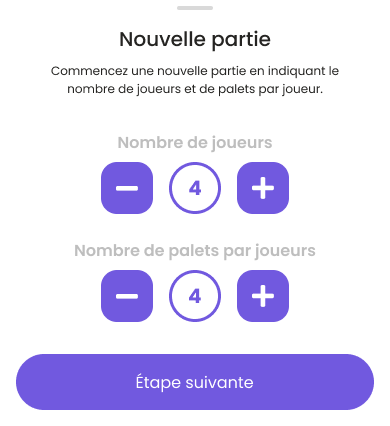 Nouvelle partie
Commencez une nouvelle partie en indiquant le
nombre de joueurs et de palets par joueur.
Nombre de joueurs
− 4 +
Nombre de palets par joueurs
− 4 +
Étape suivante